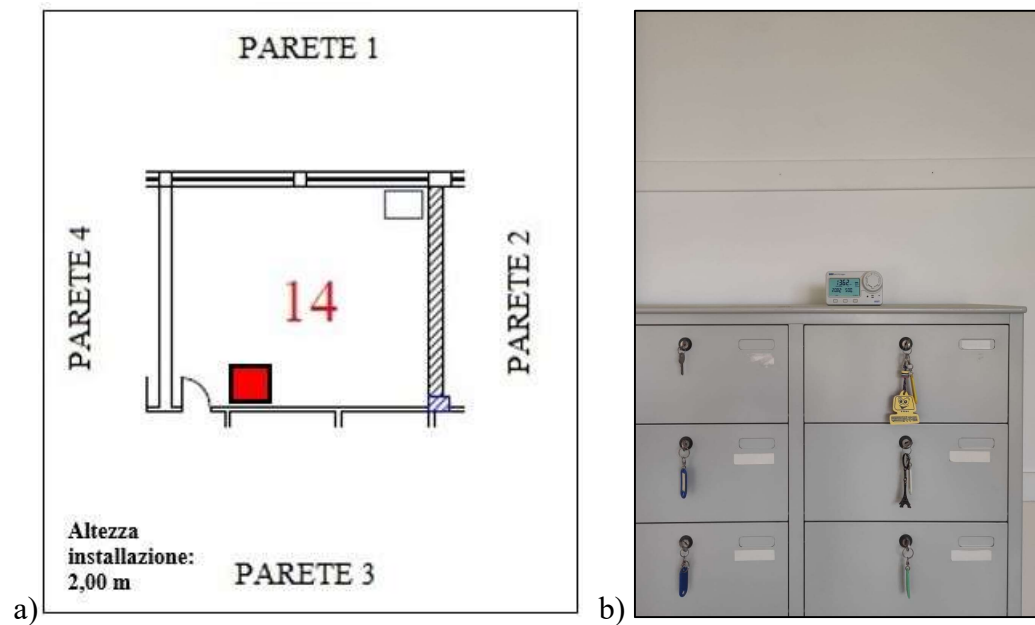 PARETE 1
PARETE 4
14
PARETE 2
Altezza
installazione:
2,00 m
PARETE 3
a)
b)